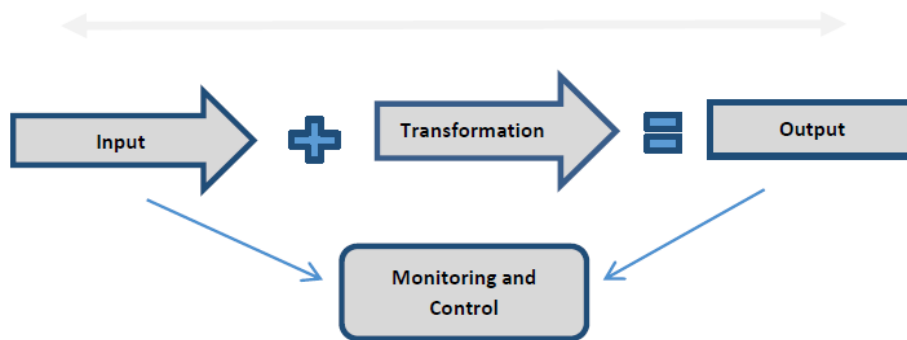 Input
Transformation
Output
Monitoring and
Control